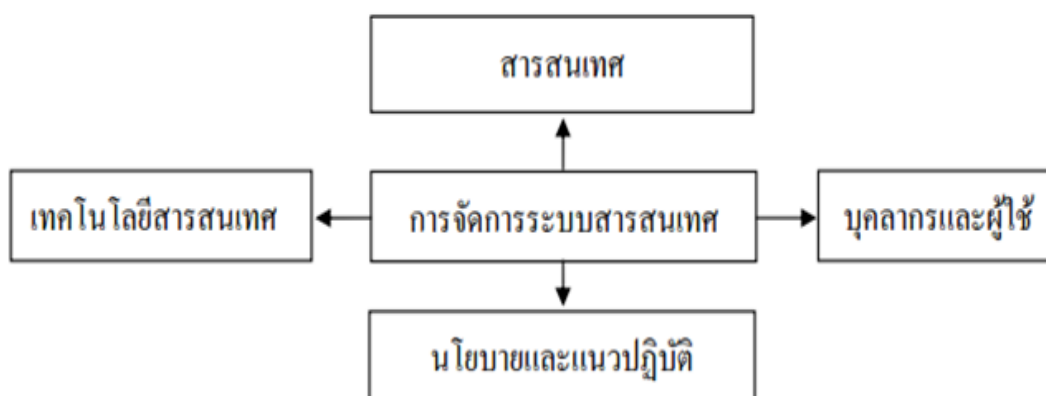 สารสนเทศ
เทคโนโลยีสารสนเทศ
การจัดการระบบสารสนเทศ
บุคลากรและผู้ใช้
นโยบายและแนวปฏิบัติ